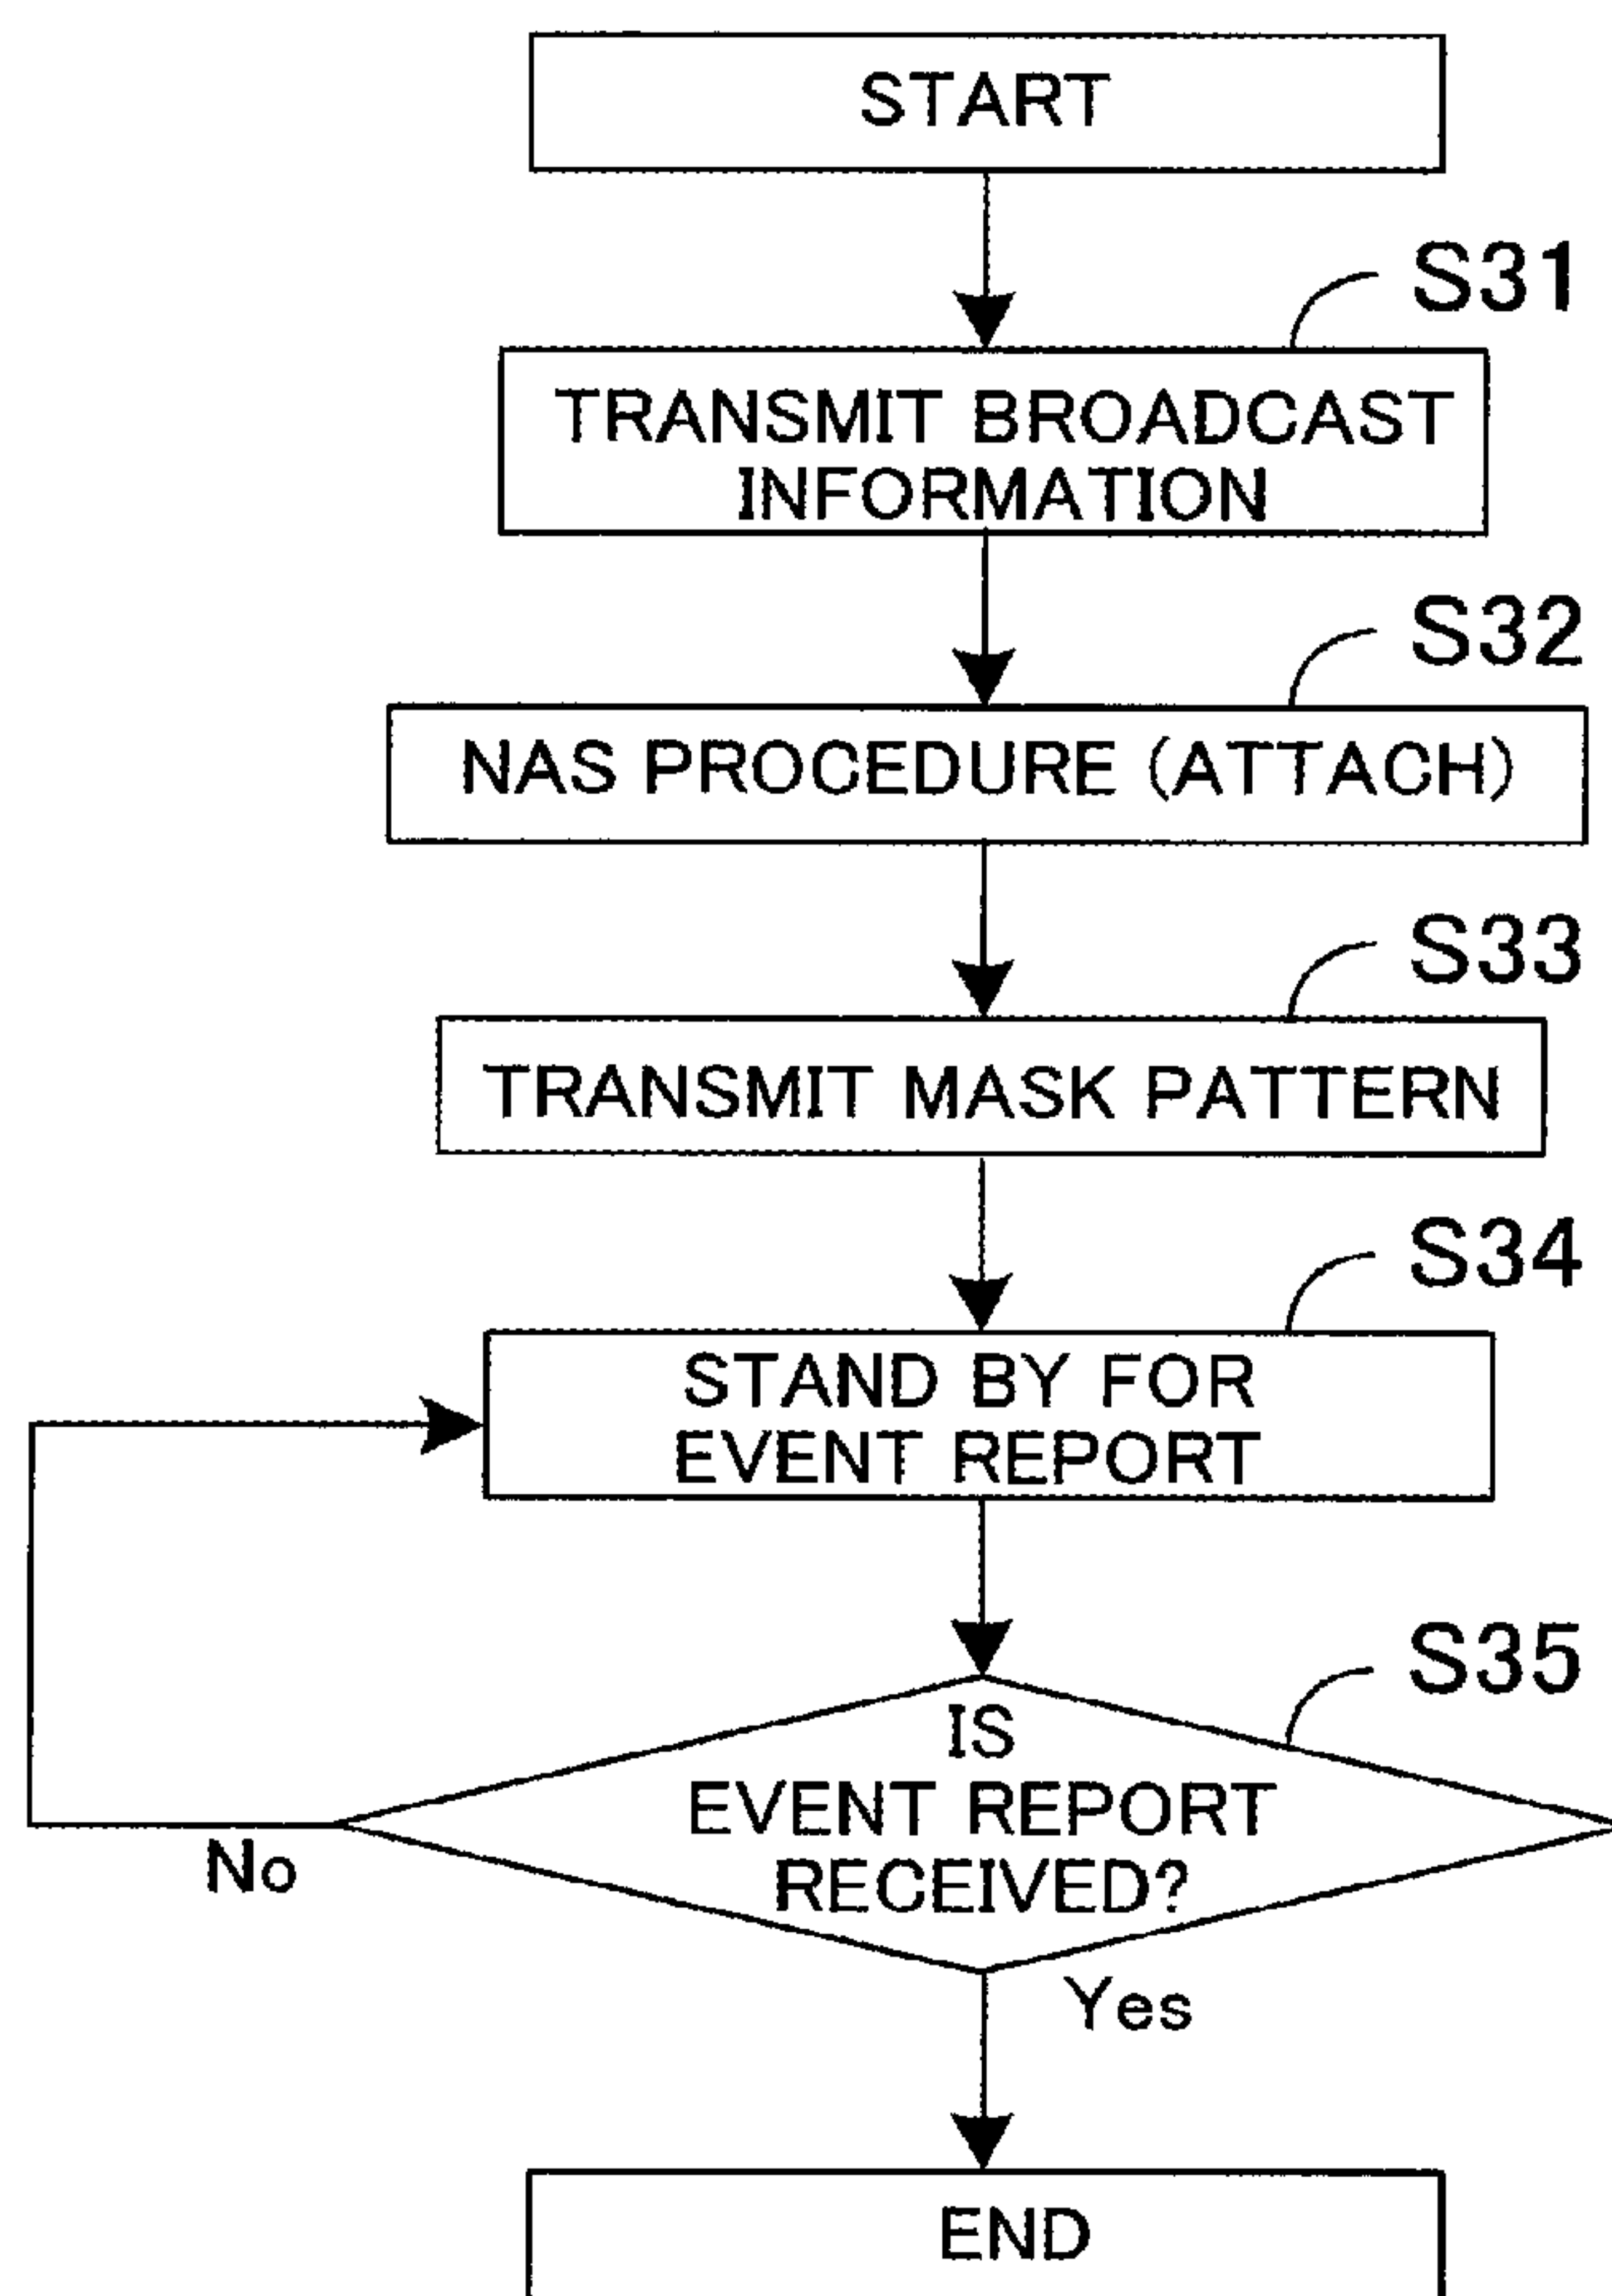 START
S31
TRANSMIT BROADCAST
INFORMATION
S32
NAS PROCEDURE (ATTACH)
S33
TRANSMIT MASK PATTERN
S34
STAND BY FOR
EVENT REPORT
S35
IS
EVENT REPORT
RECEIVED?
No
Yes
END